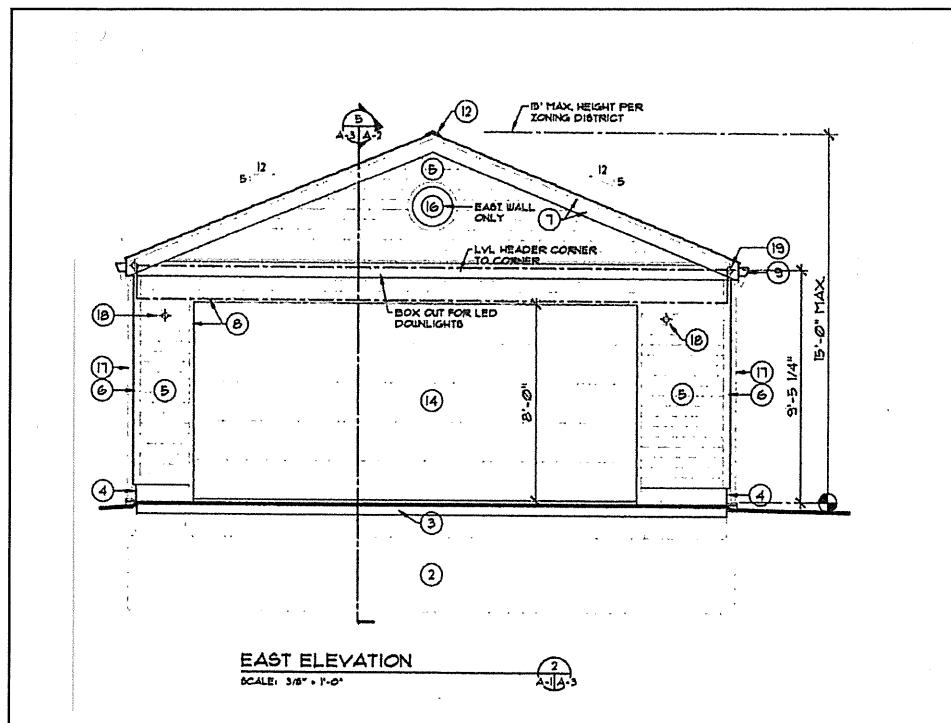 5
A-3 A-2
12
15' MAX. HEIGHT PER
ZONING DISTRICT
12
5
12
5
5
16
EAST WALL
ONLY
7
LVL HEADER CORNER
TO CORNER
19
9
BOX OUT FOR LED
DOWNLIGHTS
18
8
18
17
6
5
14
8'-0"
5
17
6
9'-5 1/4"
15'-0" MAX.
4
4
3
2
EAST ELEVATION
SCALE: 3/8" = 1'-0"
2
A-1 A-3